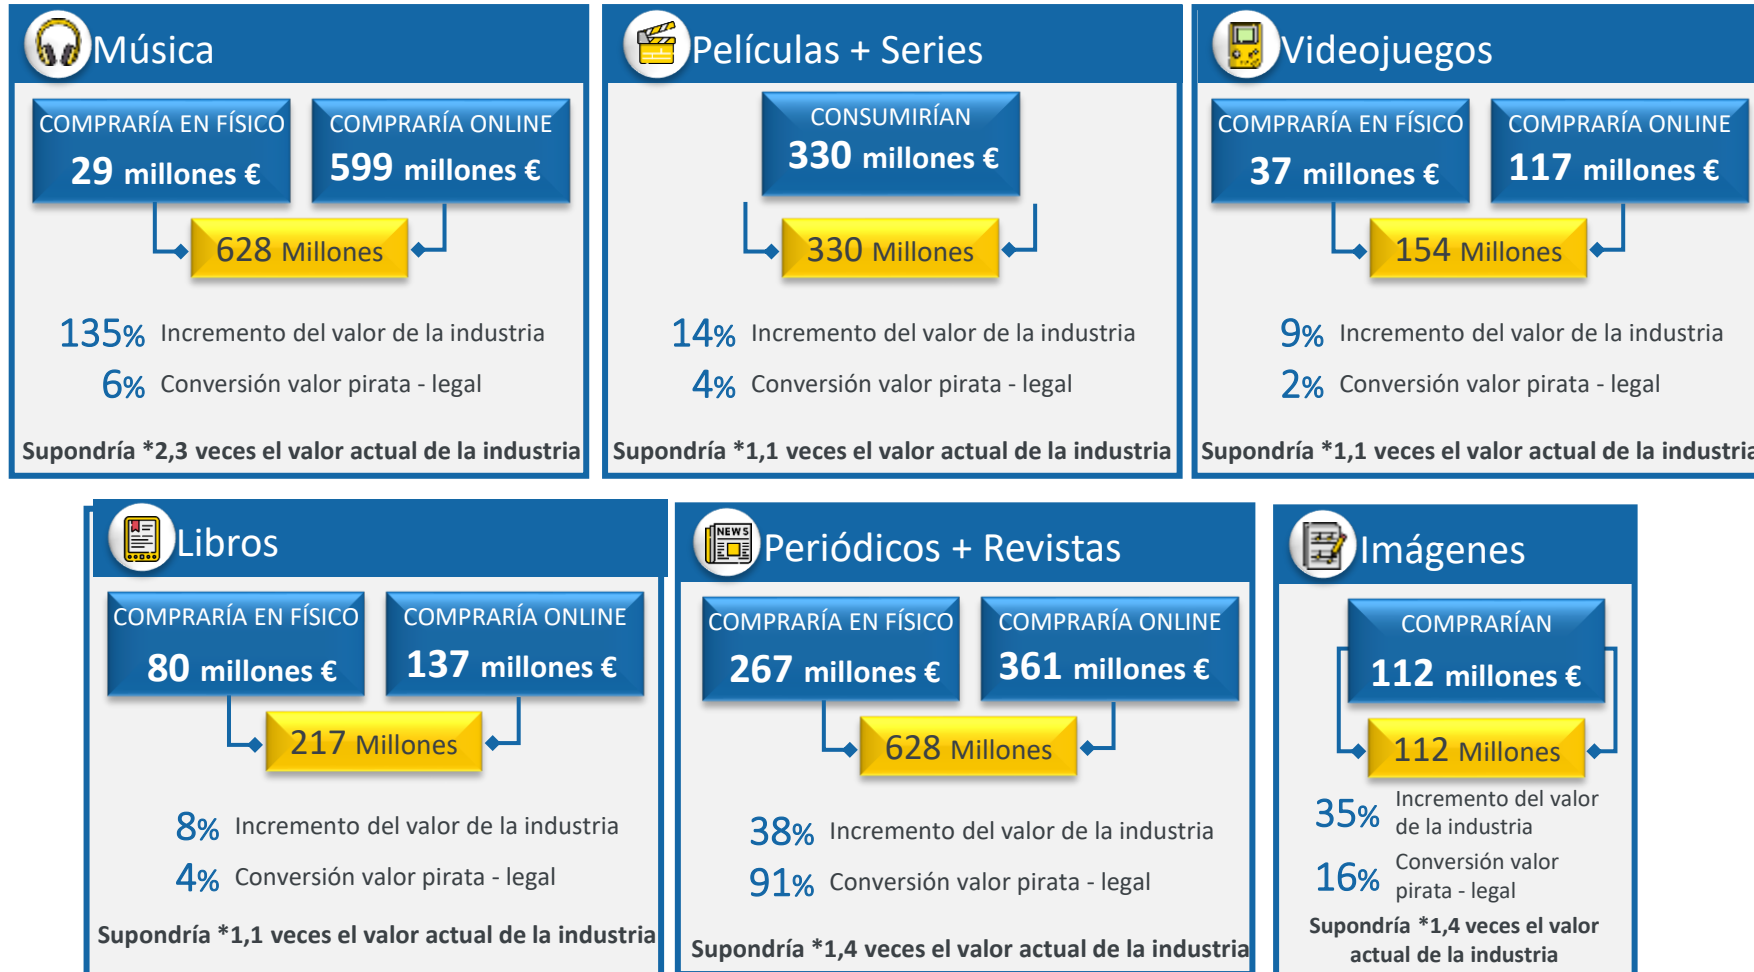 Música
COMPRARÍA EN FÍSICO
29 millones €
COMPRARÍA ONLINE
599 millones €
628 Millones
135% Incremento del valor de la industria
6% Conversión valor pirata - legal
Supondría *2,3 veces el valor actual de la industria
Películas + Series
CONSUMIRÍAN
330 millones €
330 Millones
14% Incremento del valor de la industria
4% Conversión valor pirata - legal
Supondría *1,1 veces el valor actual de la industria
Videojuegos
COMPRARÍA EN FÍSICO
37 millones €
COMPRARÍA ONLINE
117 millones €
154 Millones
9% Incremento del valor de la industria
2% Conversión valor pirata - legal
Supondría *1,1 veces el valor actual de la industria
Libros
COMPRARÍA EN FÍSICO
80 millones €
COMPRARÍA ONLINE
137 millones €
217 Millones
8% Incremento del valor de la industria
4% Conversión valor pirata - legal
Supondría *1,1 veces el valor actual de la industria
NEWS
Periódicos + Revistas
COMPRARÍA EN FÍSICO
267 millones €
COMPRARÍA ONLINE
361 millones €
628 Millones
38% Incremento del valor de la industria
91% Conversión valor pirata - legal
Supondría *1,4 veces el valor actual de la industria
Imágenes
COMPRARÍAN
112 millones €
112 Millones
35% Incremento del valor
de la industria
16% Conversión valor
pirata - legal
Supondría *1,4 veces el valor
actual de la industria